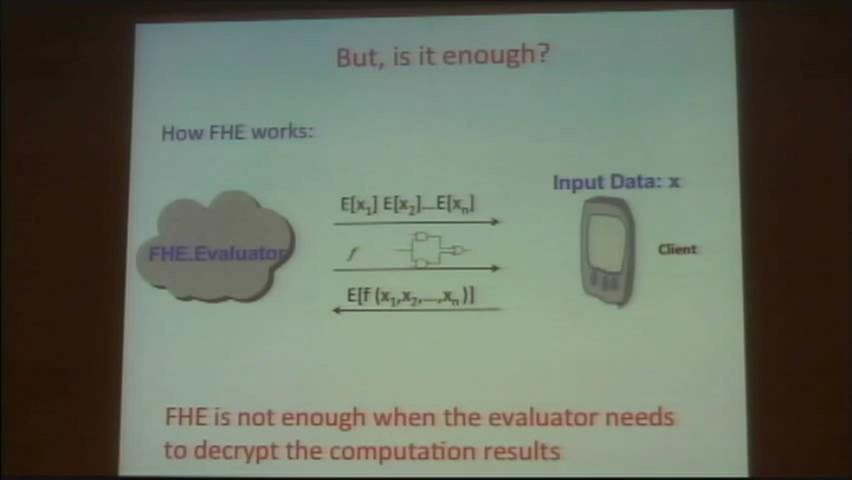 But, is it enough?
How FHE works:
Input Data: x
E[x1] E[x2]...E[xn]
FHE.Evaluator
f
Client
E[f (x1,x2,...,xn )]
FHE is not enough when the evaluator needs
to decrypt the computation results